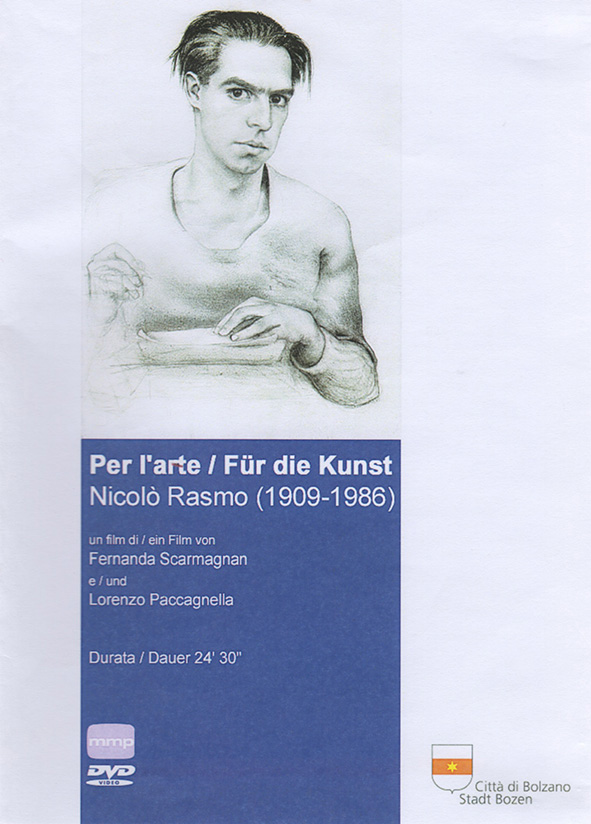 Per l'arte / Für die Kunst
Nicolò Rasmo (1909-1986)
un film di / ein Film von
Fernanda Scarmagnan
e / und
Lorenzo Paccagnella
Durata / Dauer 24' 30"
mmp
DVD
VIDEO
Città di Bolzano
Stadt Bozen